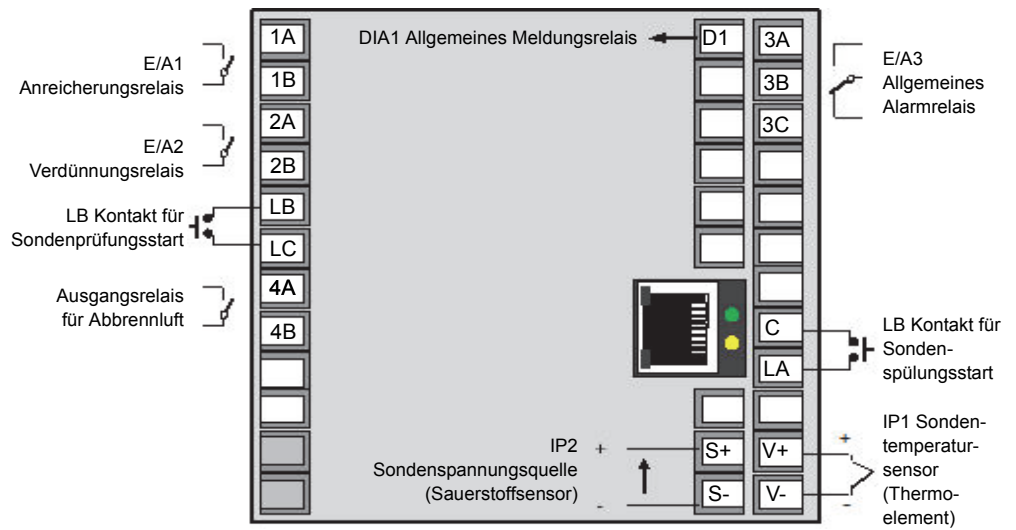 E/A1
Anreicherungsrelais
E/A2
Verdünnungsrelais
LB Kontakt für
Sondenprüfungsstart
Ausgangsrelais
für Abbrennluft
1A
1B
2A
2B
LB
LC
4A
4B
DIA1 Allgemeines Meldungsrelais
D1
IP2
Sondenspannungsquelle
(Sauerstoffsensor)
+
-
S+
S-
3A
3B
3C
C
LA
V+
V-
E/A3
Allgemeines
Alarmrelais
LB Kontakt für
Sonden-
spülungsstart
+
-
IP1 Sonden-
temperatur-
sensor
(Thermo-
element)